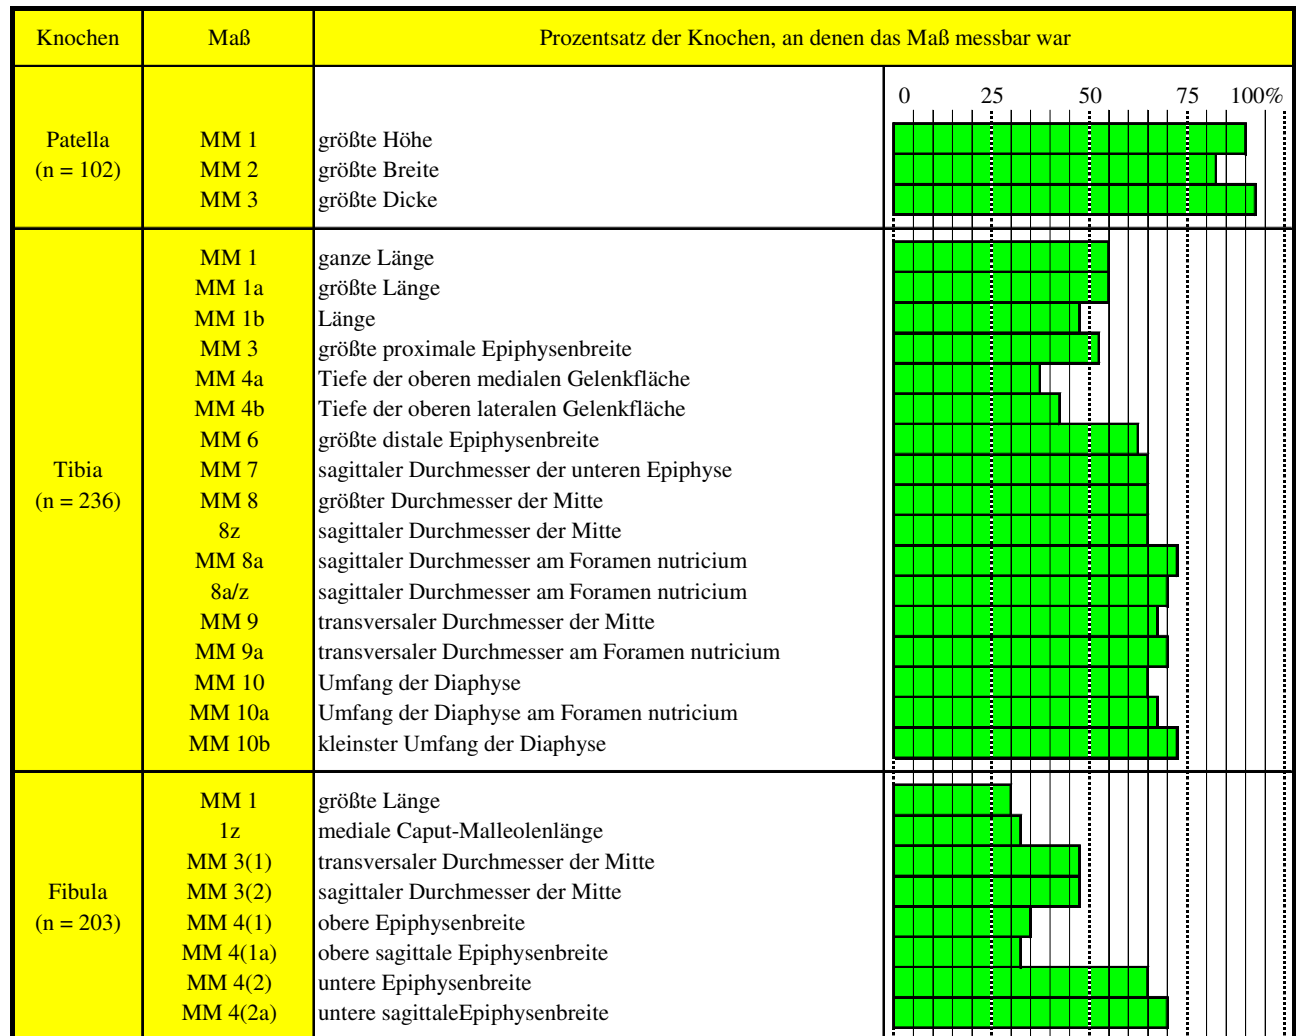 Knochen Maß Prozentsatz der Knochen, an denen das Maß messbar war
0 25 50 75 100%
Patella MM 1 größte Höhe
(n = 102) MM 2 größte Breite
MM 3 größte Dicke
MM 1 ganze Länge
MM 1a größte Länge
MM 1b Länge
MM 3 größte proximale Epiphysenbreite
MM 4a Tiefe der oberen medialen Gelenkfläche
MM 4b Tiefe der oberen lateralen Gelenkfläche
MM 6 größte distale Epiphysenbreite
Tibia MM 7 sagittaler Durchmesser der unteren Epiphyse
(n = 236) MM 8 größter Durchmesser der Mitte
8z sagittaler Durchmesser der Mitte
MM 8a sagittaler Durchmesser am Foramen nutricium
8a/z sagittaler Durchmesser am Foramen nutricium
MM 9 transversaler Durchmesser der Mitte
MM 9a transversaler Durchmesser am Foramen nutricium
MM 10 Umfang der Diaphyse
MM 10a Umfang der Diaphyse am Foramen nutricium
MM 10b kleinster Umfang der Diaphyse
MM 1 größte Länge
1z mediale Caput-Malleolenlänge
MM 3(1) transversaler Durchmesser der Mitte
Fibula MM 3(2) sagittaler Durchmesser der Mitte
(n = 203) MM 4(1) obere Epiphysenbreite
MM 4(1a) obere sagittale Epiphysenbreite
MM 4(2) untere Epiphysenbreite
MM 4(2a) untere sagittaleEpiphysenbreite